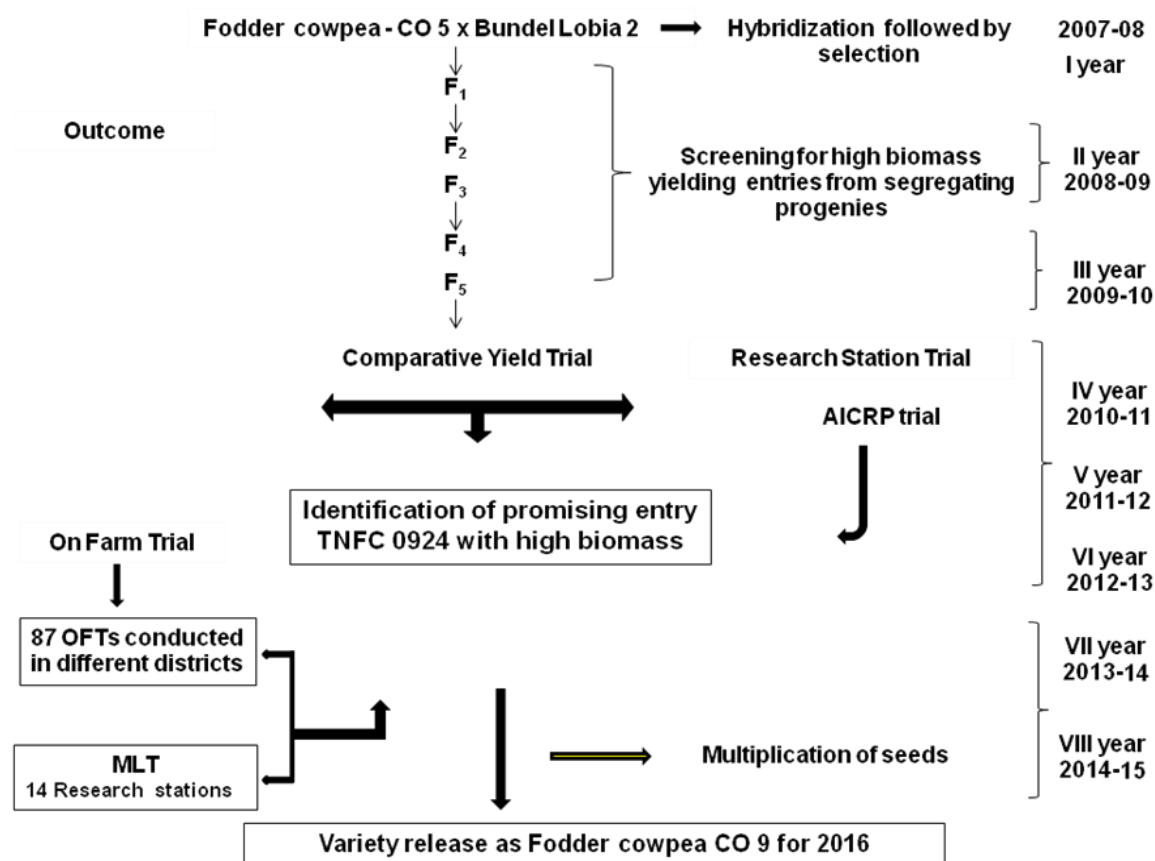 Fodder cowpea - CO 5 x Bundel Lobia 2
Hybridization followed by
selection
2007-08
I year
F1
Outcome
F2
F3
F4
F5
Screening for high biomass
yielding entries from segregating
progenies
II year
2008-09
III year
2009-10
Comparative Yield Trial
Research Station Trial
AICRP trial
IV year
2010-11
V year
2011-12
VI year
2012-13
Identification of promising entry
TNFC 0924 with high biomass
On Farm Trial
87 OFTs conducted
in different districts
MLT
14 Research stations
VII year
2013-14
VIII year
2014-15
Multiplication of seeds
Variety release as Fodder cowpea CO 9 for 2016